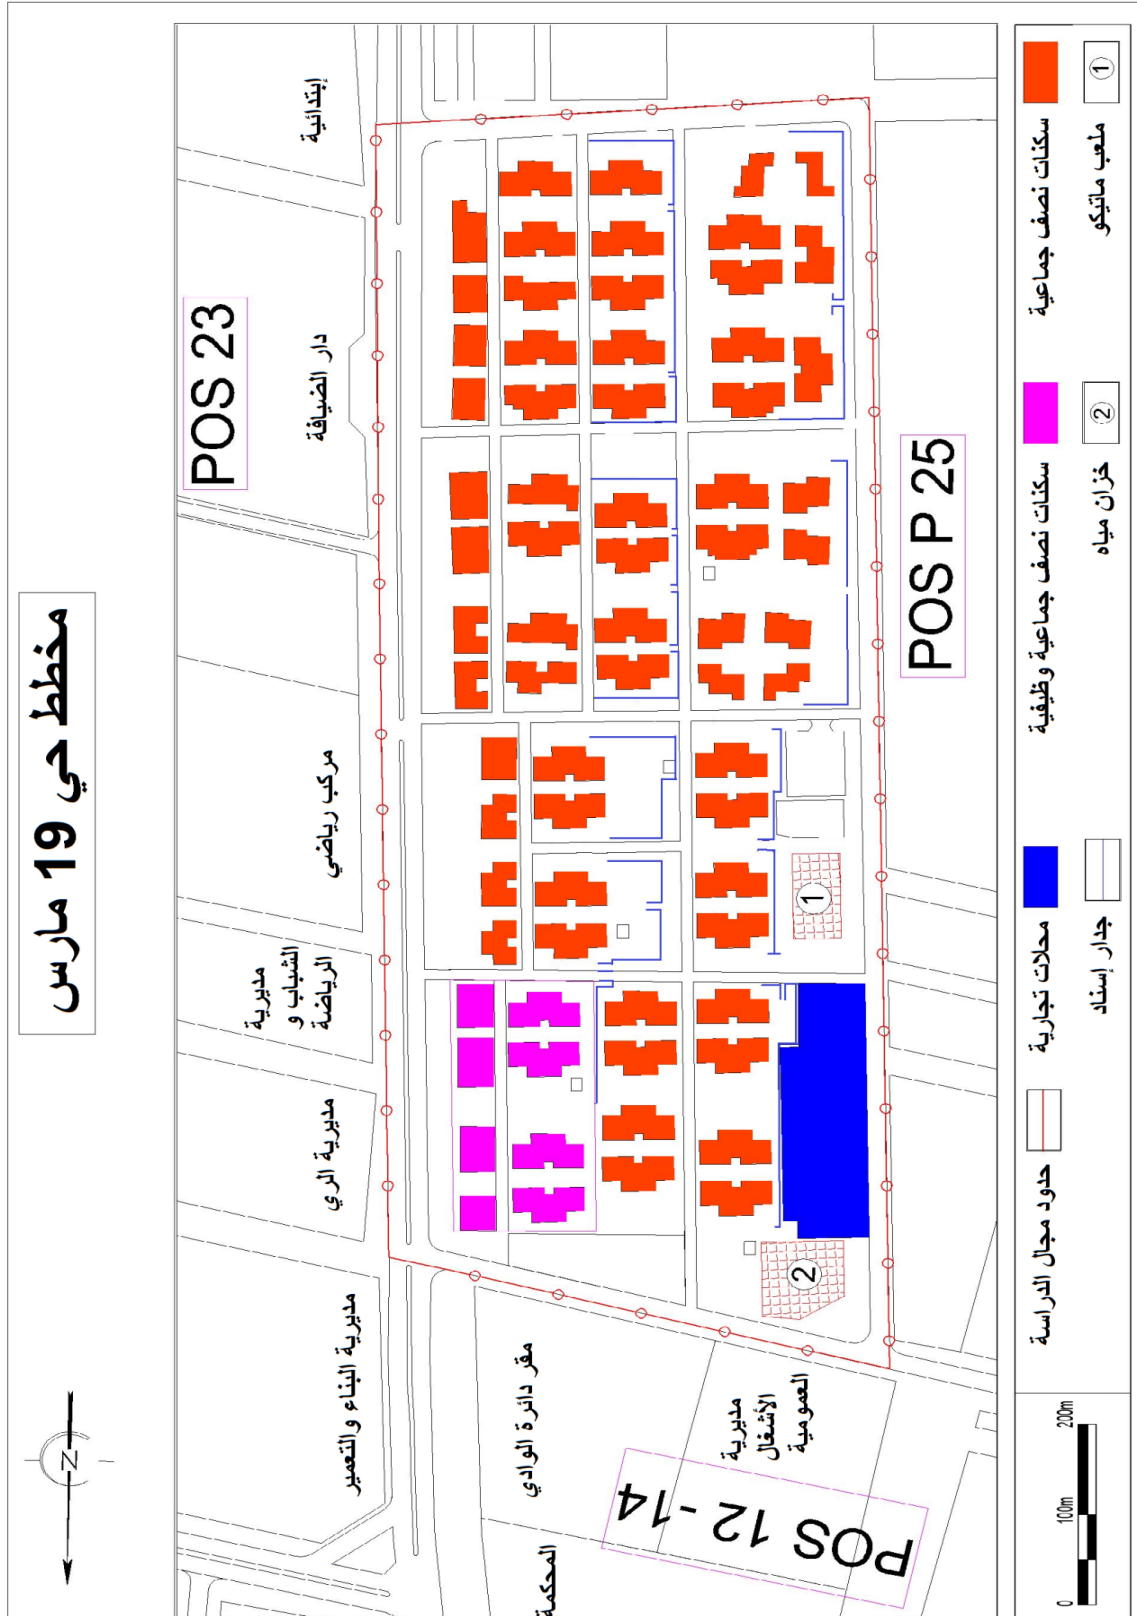 مخطط حي 19 مارس
N
POS 23
إبتدائية
دار الضيافة
مركب رياضي
مديرية
الشباب و
الرياضة
مديرية الري
مديرية البناء والتعمير
POS P 25
1
2
مقر دائرة الوادي
مديرية
الأشغال
العمومية
POS 12 - 14
المحكمة
سكنات نصف جماعية
1
ملعب ماتيكو
سكنات نصف جماعية وظيفية
2
خزان مياه
محلات تجارية
جدار إسناد
حدود مجال الدراسة
0
100m
200m